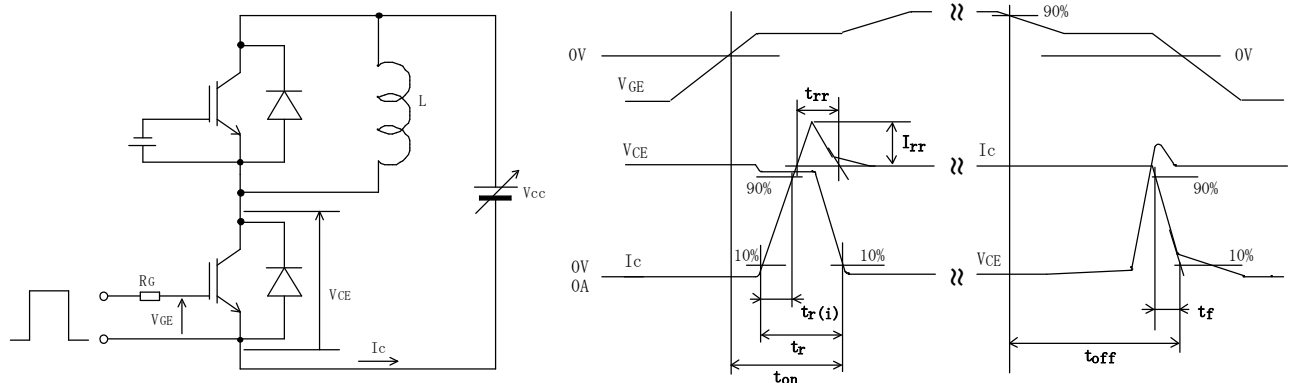 L
Vcc
RG
VGE
VCE
Ic
0V
VGE
90%
0V
trr
Irr
VCE
90%
10%
10%
0V
0A
Ic
tr(i)
tr
ton
Ic
90%
VCE
10%
tf
toff